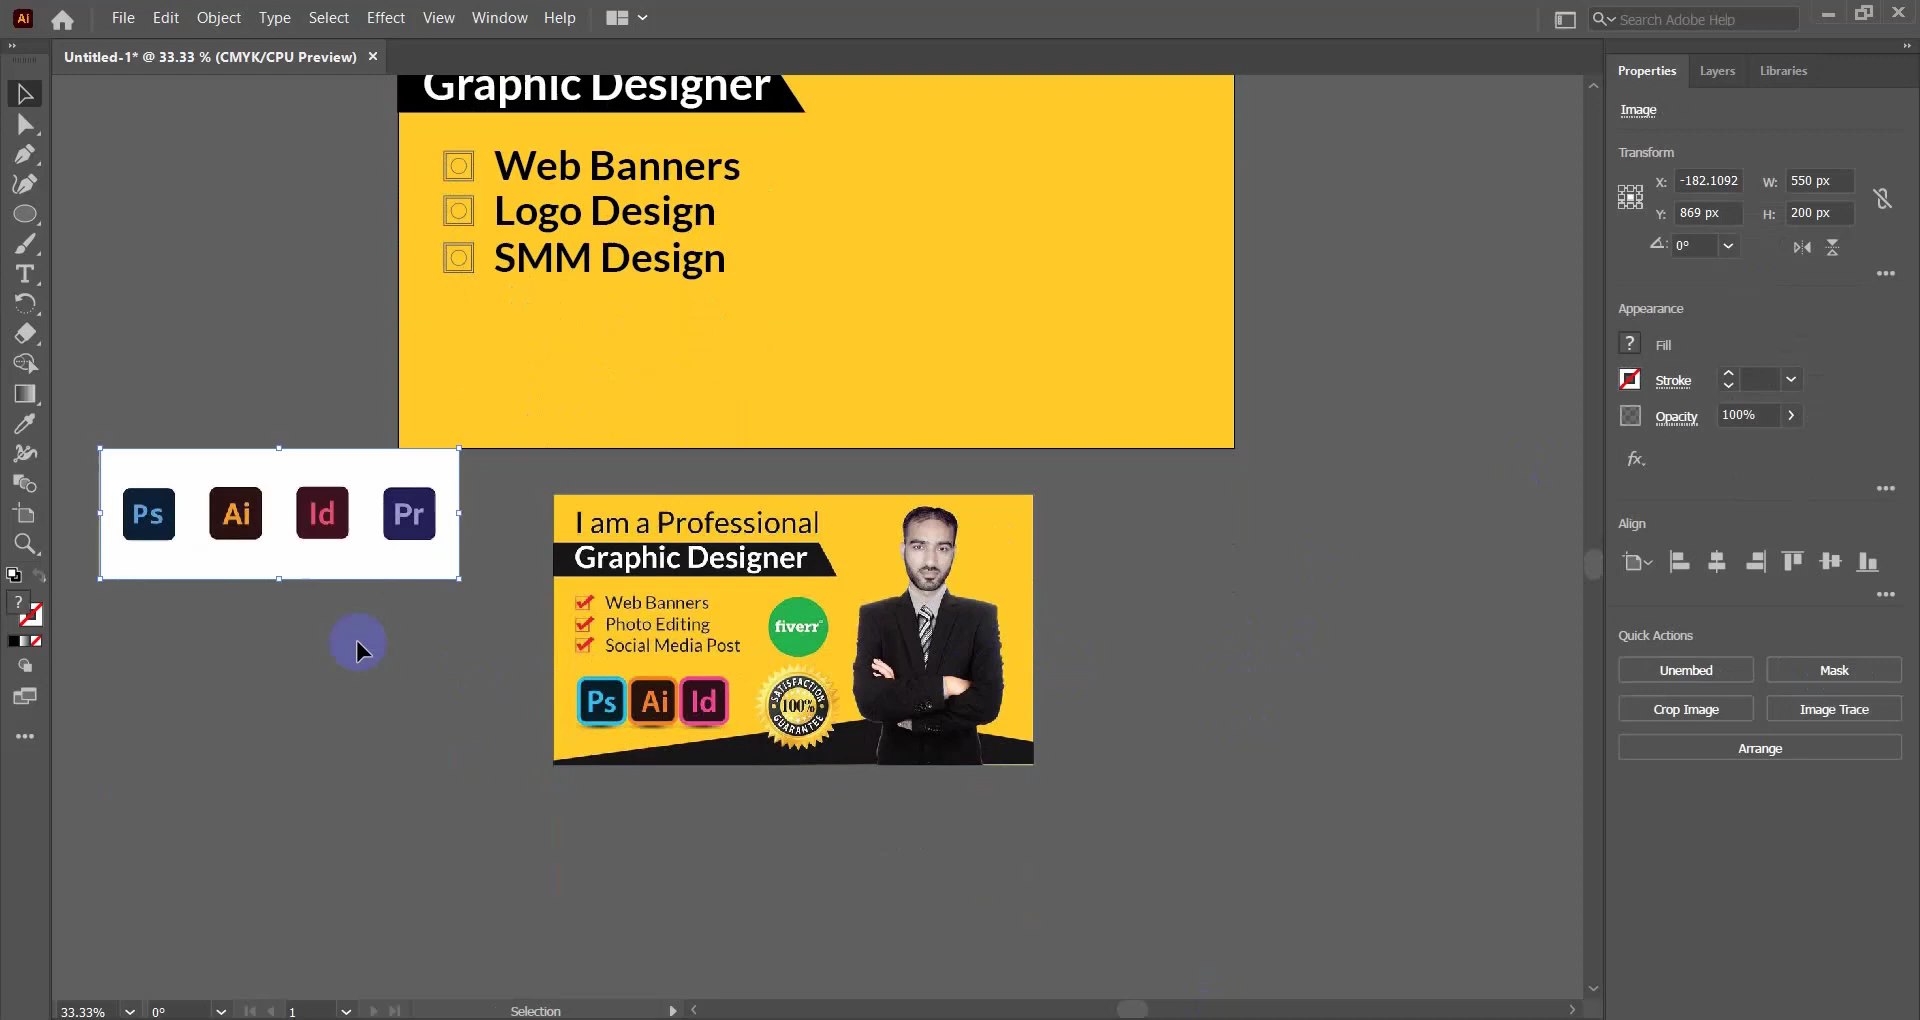 Ai File Edit Object Type Select Effect View Window Help Search Adobe Help
Untitled-1* @ 33.33 % (CMYK/CPU Preview)
Graphic Designer
Web Banners
Logo Design
SMM Design
Ps Ai Id Pr
I am a Professional
Graphic Designer
Web Banners
Photo Editing
Social Media Post
fiverr
Ps Ai Id
SATISFACTION
100%
GUARANTEE
33.33% 0° 1 Selection
Properties Layers Libraries
Image
Transform
X: -182.1092 W: 550 px
Y: 869 px H: 200 px
0°
Appearance
? Fill
Stroke
Opacity 100%
fx.
Align
Quick Actions
Unembed Mask
Crop Image Image Trace
Arrange